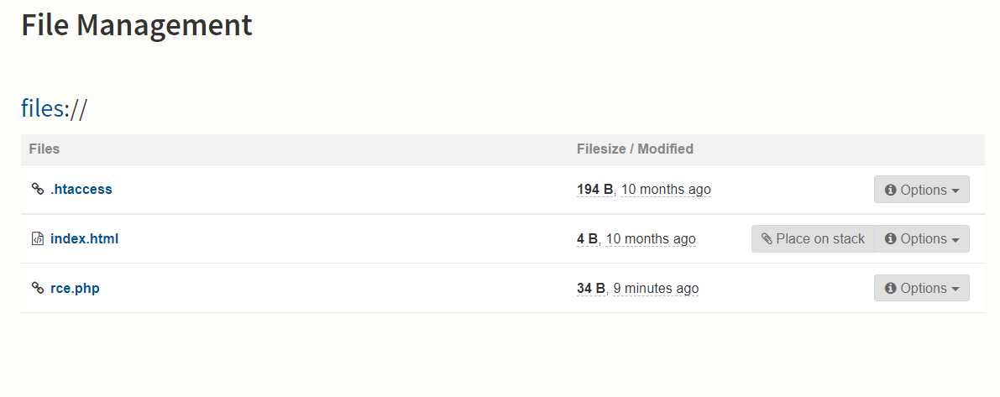 File Management
files://
Files Filesize / Modified
.htaccess 194 B, 10 months ago Options
index.html 4 B, 10 months ago Place on stack Options
rce.php 34 B, 9 minutes ago Options